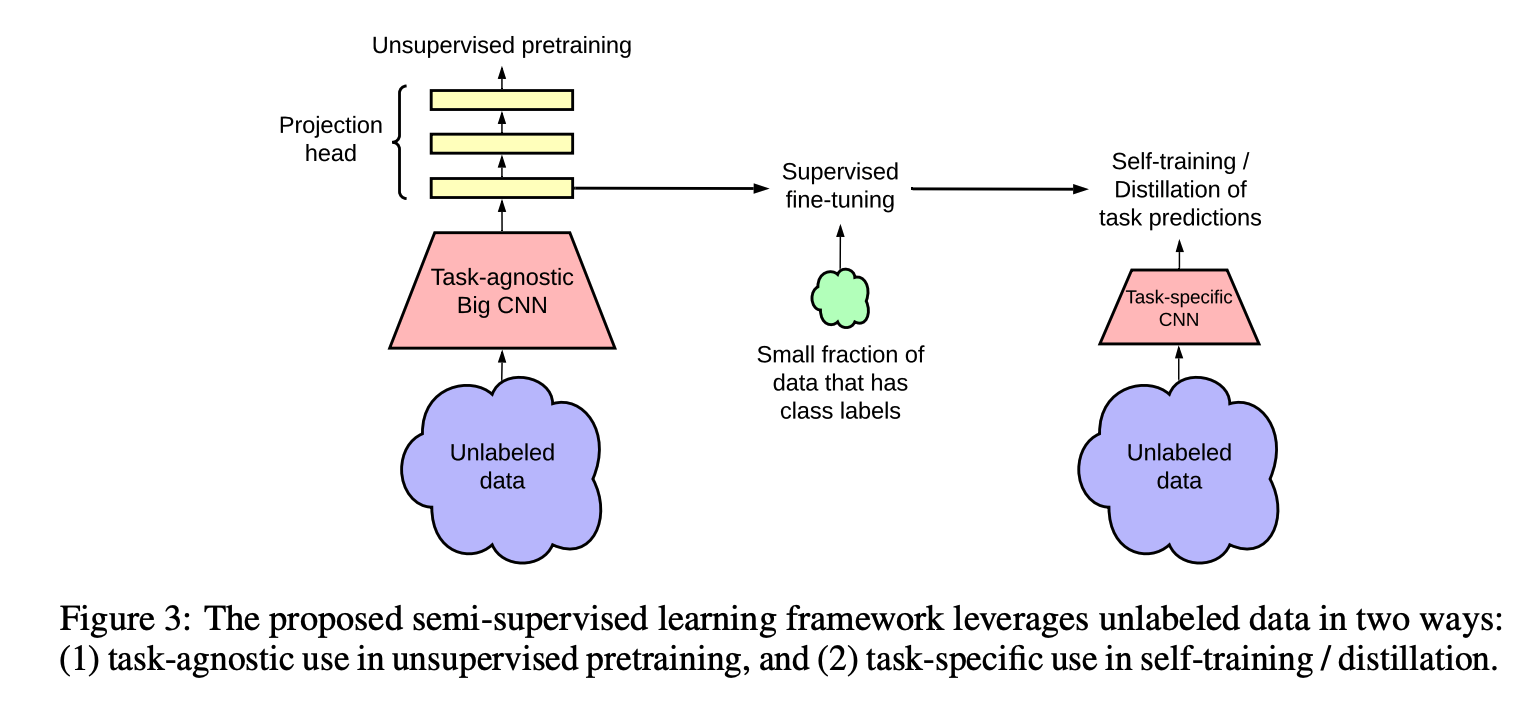 Unsupervised pretraining
Projection
head
Task-agnostic
Big CNN
Unlabeled
data
Supervised
fine-tuning
Small fraction of
data that has
class labels
Self-training /
Distillation of
task predictions
Task-specific
CNN
Unlabeled
data
Figure 3: The proposed semi-supervised learning framework leverages unlabeled data in two ways:
(1) task-agnostic use in unsupervised pretraining, and (2) task-specific use in self-training / distillation.